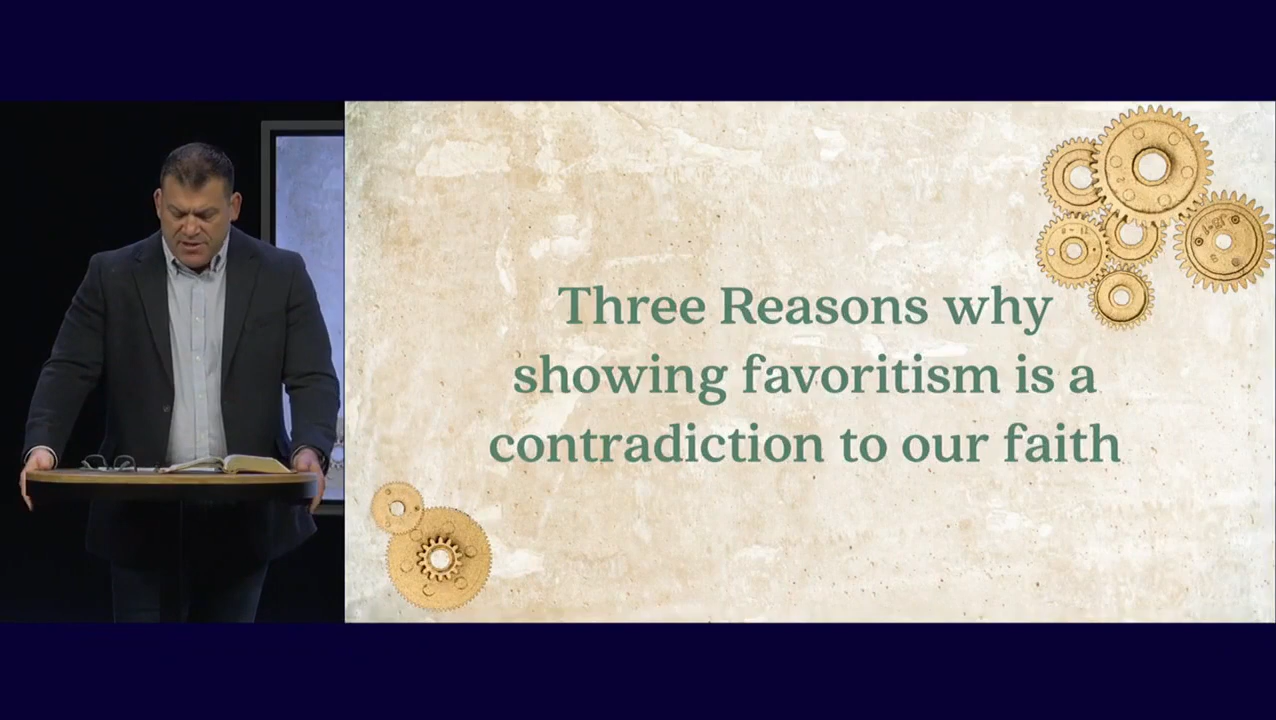 Three Reasons why
showing favoritism is a
contradiction to our faith